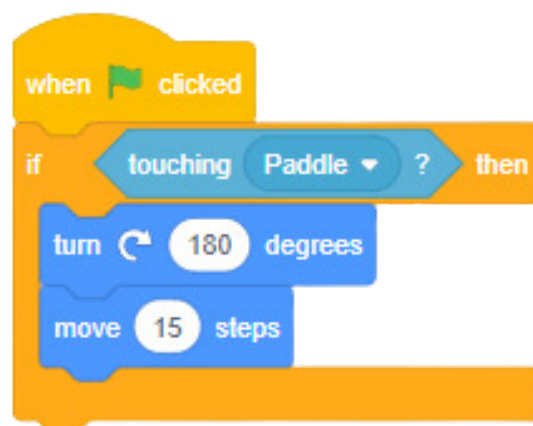 when clicked
if touching Paddle ? then
turn 180 degrees
move 15 steps